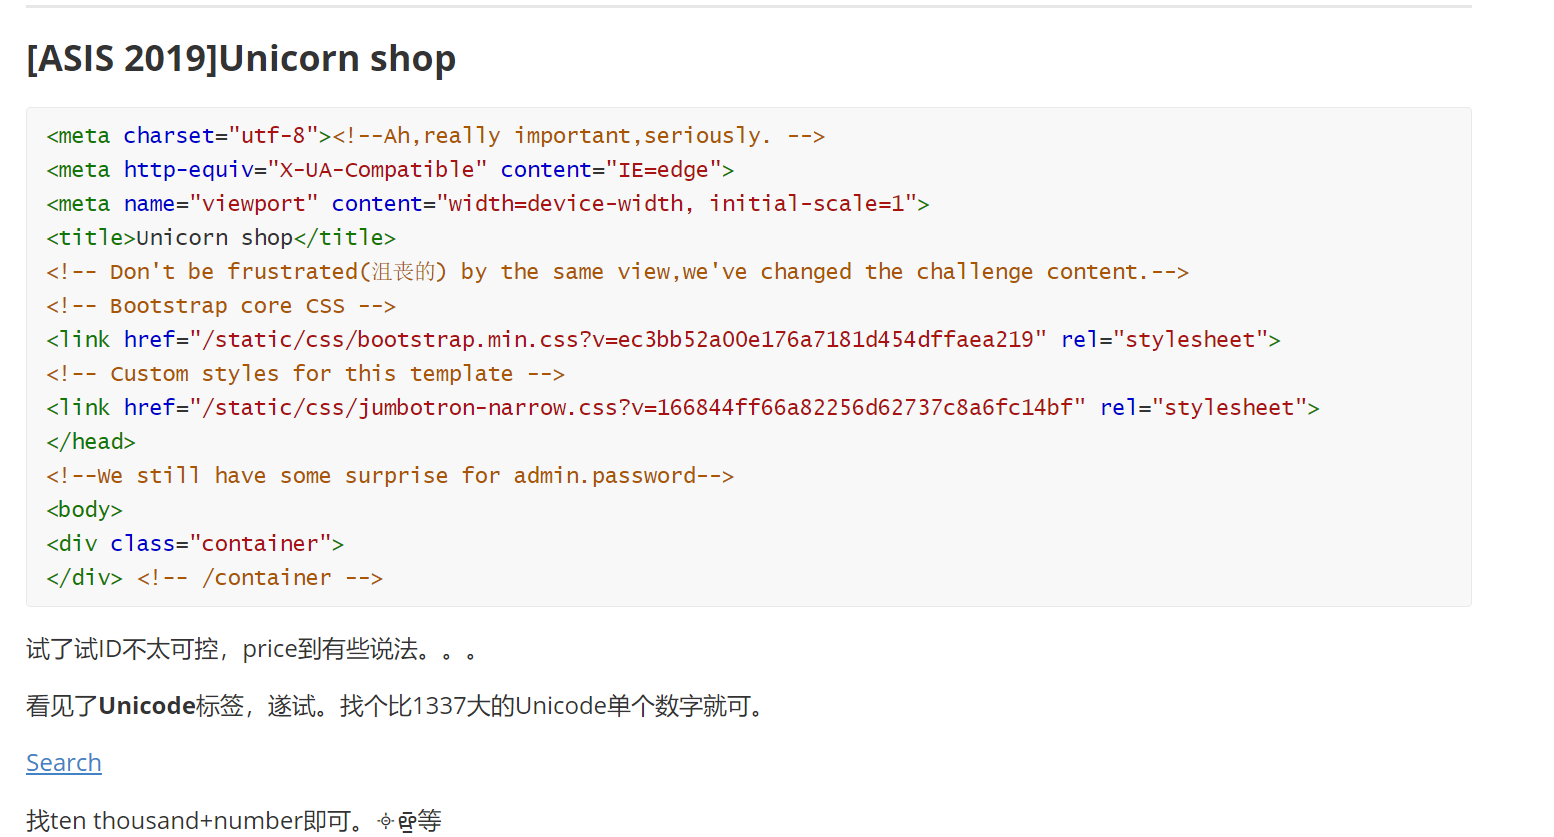 [ASIS 2019]Unicorn shop
<meta charset="utf-8"><!--Ah,really important,seriously. -->
<meta http-equiv="X-UA-Compatible" content="IE=edge">
<meta name="viewport" content="width=device-width, initial-scale=1">
<title>Unicorn shop</title>
<!-- Don't be frustrated(沮丧的) by the same view,we've changed the challenge content.-->
<!-- Bootstrap core CSS -->
<link href="/static/css/bootstrap.min.css?v=ec3bb52a00e176a7181d454dffaea219" rel="stylesheet">
<!-- Custom styles for this template -->
<link href="/static/css/jumbotron-narrow.css?v=166844ff66a82256d62737c8a6fc14bf" rel="stylesheet">
</head>
<!--We still have some surprise for admin.password-->
<body>
<div class="container">
</div> <!-- /container -->
试了试ID不太可控，price到有些说法。。。
看见了Unicode标签，遂试。找个比1337大的Unicode单个数字就可。
Search
找ten thousand+number即可。等